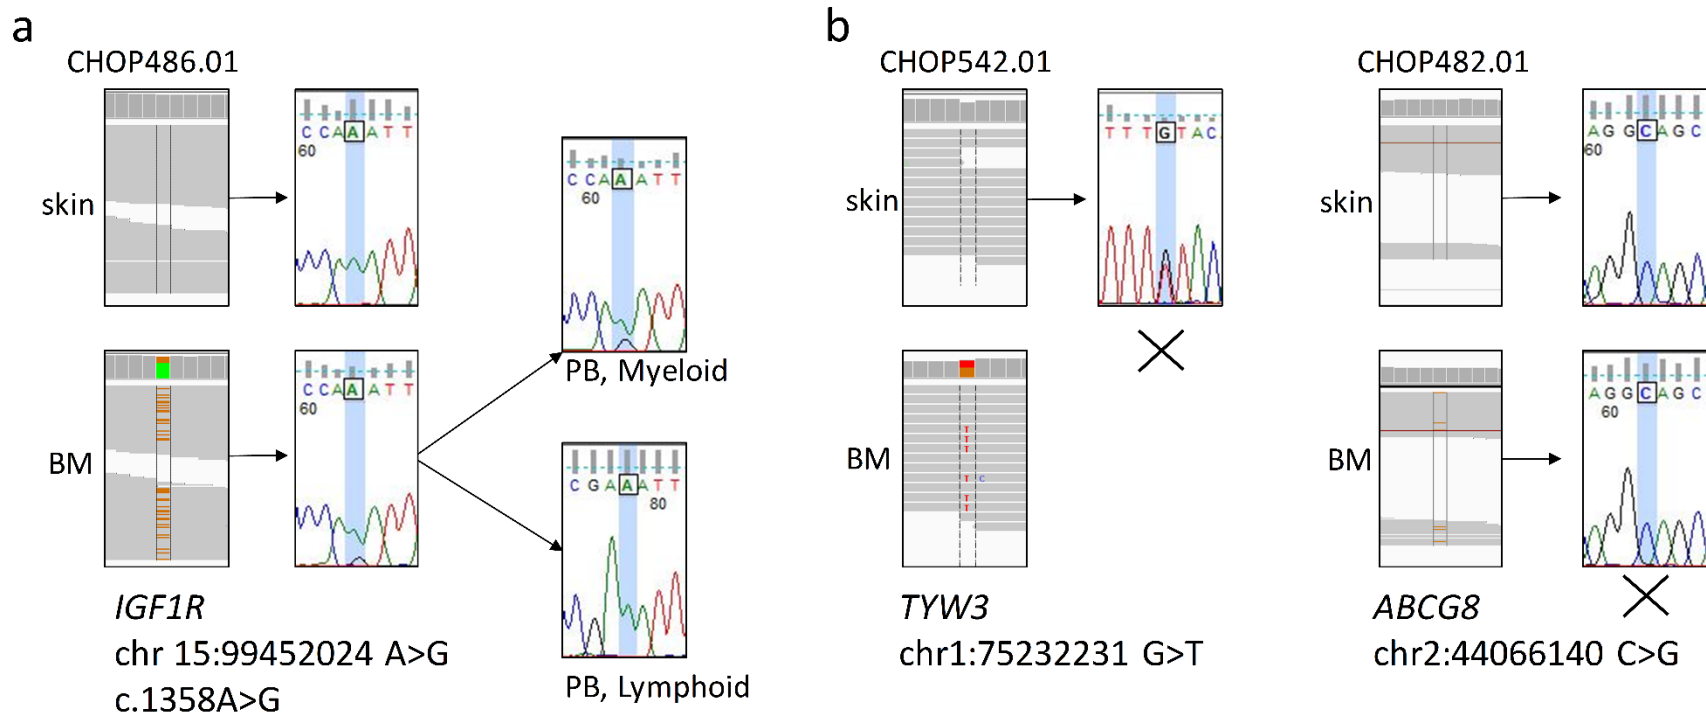 a
CHOP486.01
skin
C C A A A T T
60
BM
C C A A A T T
60
C C A A A T T
60
PB, Myeloid
C G A A A T T
80
PB, Lymphoid
IGF1R
chr 15:99452024 A>G
c.1358A>G
b
CHOP542.01
skin
T T T G T A C
BM
T
T
T
T C
T
T
TYW3
chr1:75232231 G>T
CHOP482.01
skin
A G G C A G C
60
BM
A G G C A G C
60
ABCG8
chr2:44066140 C>G